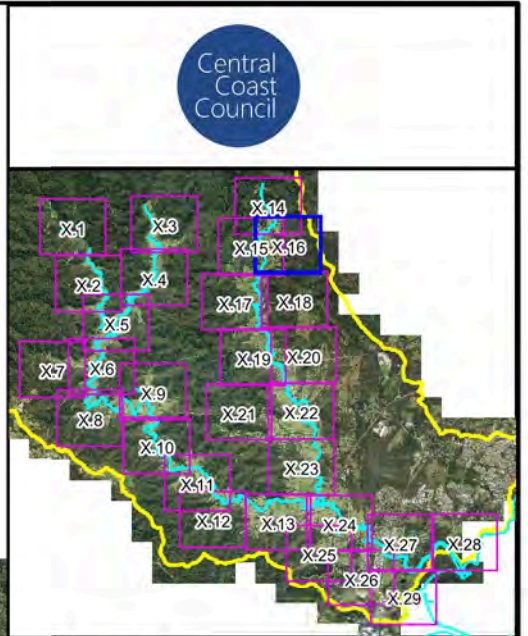 Central
Coast
Council
X.14
X.1
X.3
X.15
X.16
X.2
X.4
X.17
X.18
X.5
X.19
X.20
X.7
X.6
X.9
X.21
X.22
X.8
X.10
X.23
X.11
X.12
X.13
X.24
X.27
X.28
X.25
X.26
X.29